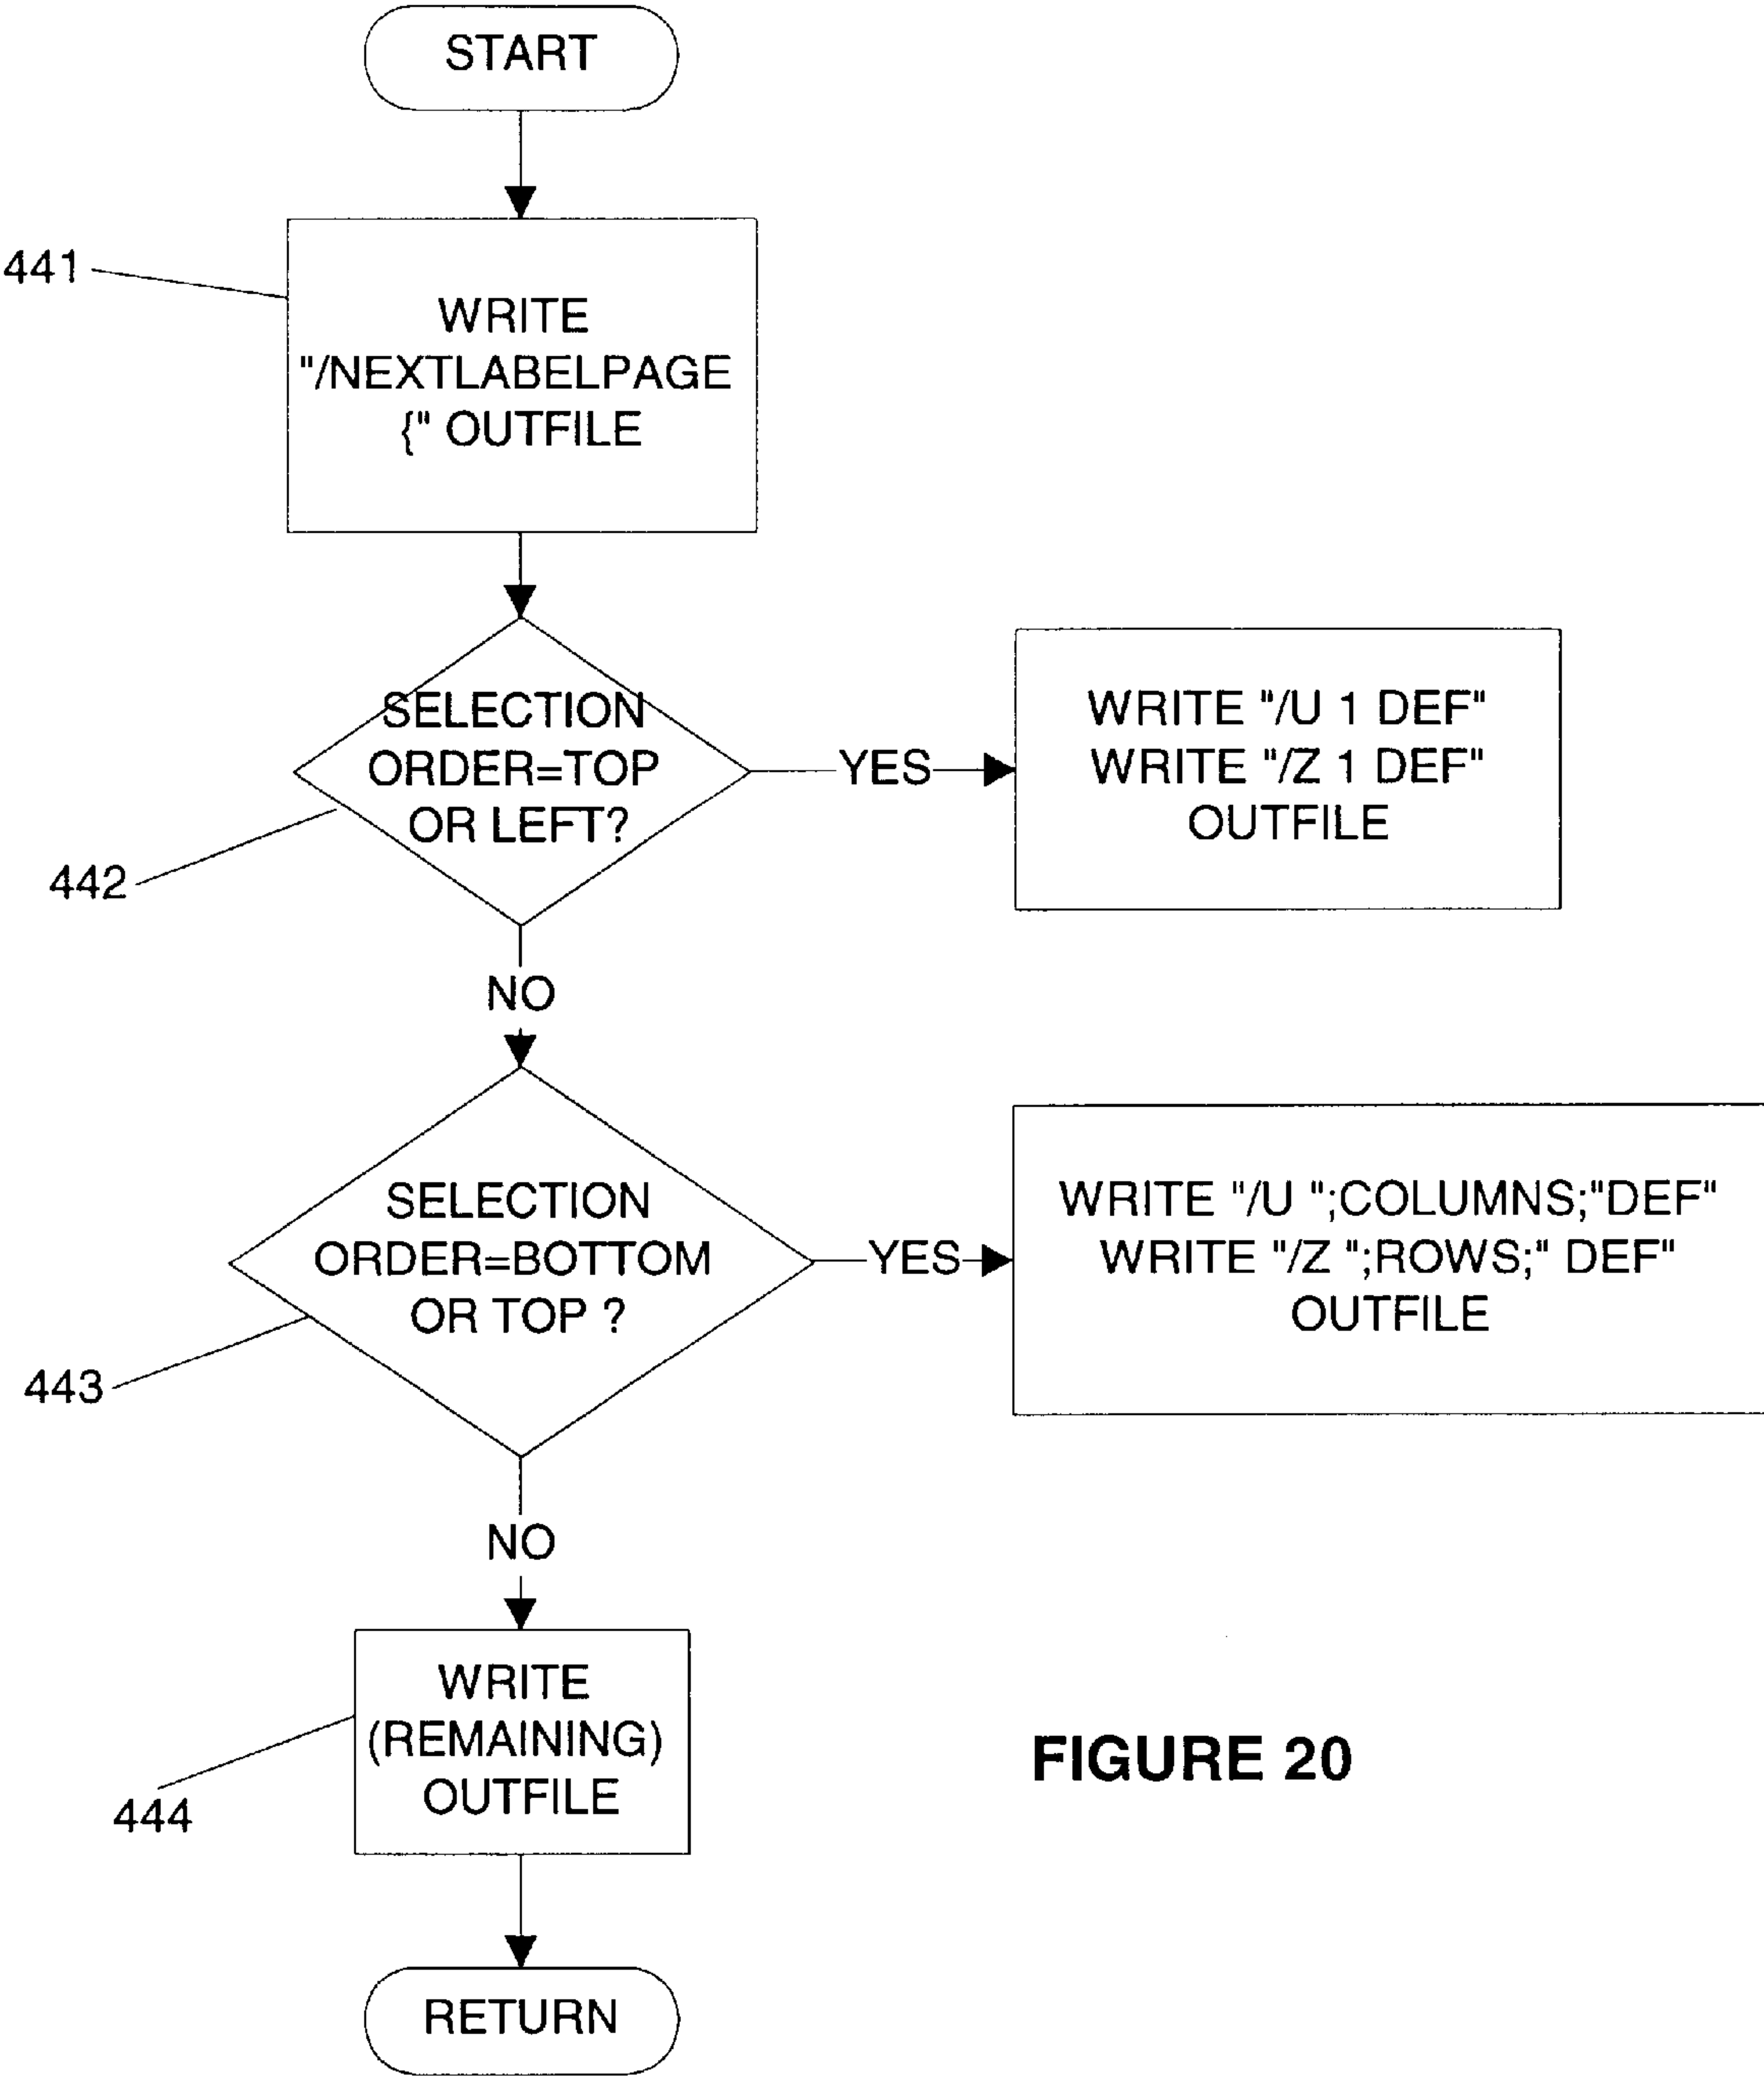 START
441
WRITE
"/NEXTLABELPAGE
{" OUTFILE
SELECTION
ORDER=TOP
OR LEFT?
442
YES
WRITE "/U 1 DEF"
WRITE "/Z 1 DEF"
OUTFILE
NO
SELECTION
ORDER=BOTTOM
OR TOP ?
443
YES
WRITE "/U ";COLUMNS;"DEF"
WRITE "/Z ";ROWS;" DEF"
OUTFILE
NO
WRITE
(REMAINING)
OUTFILE
444
FIGURE 20
RETURN